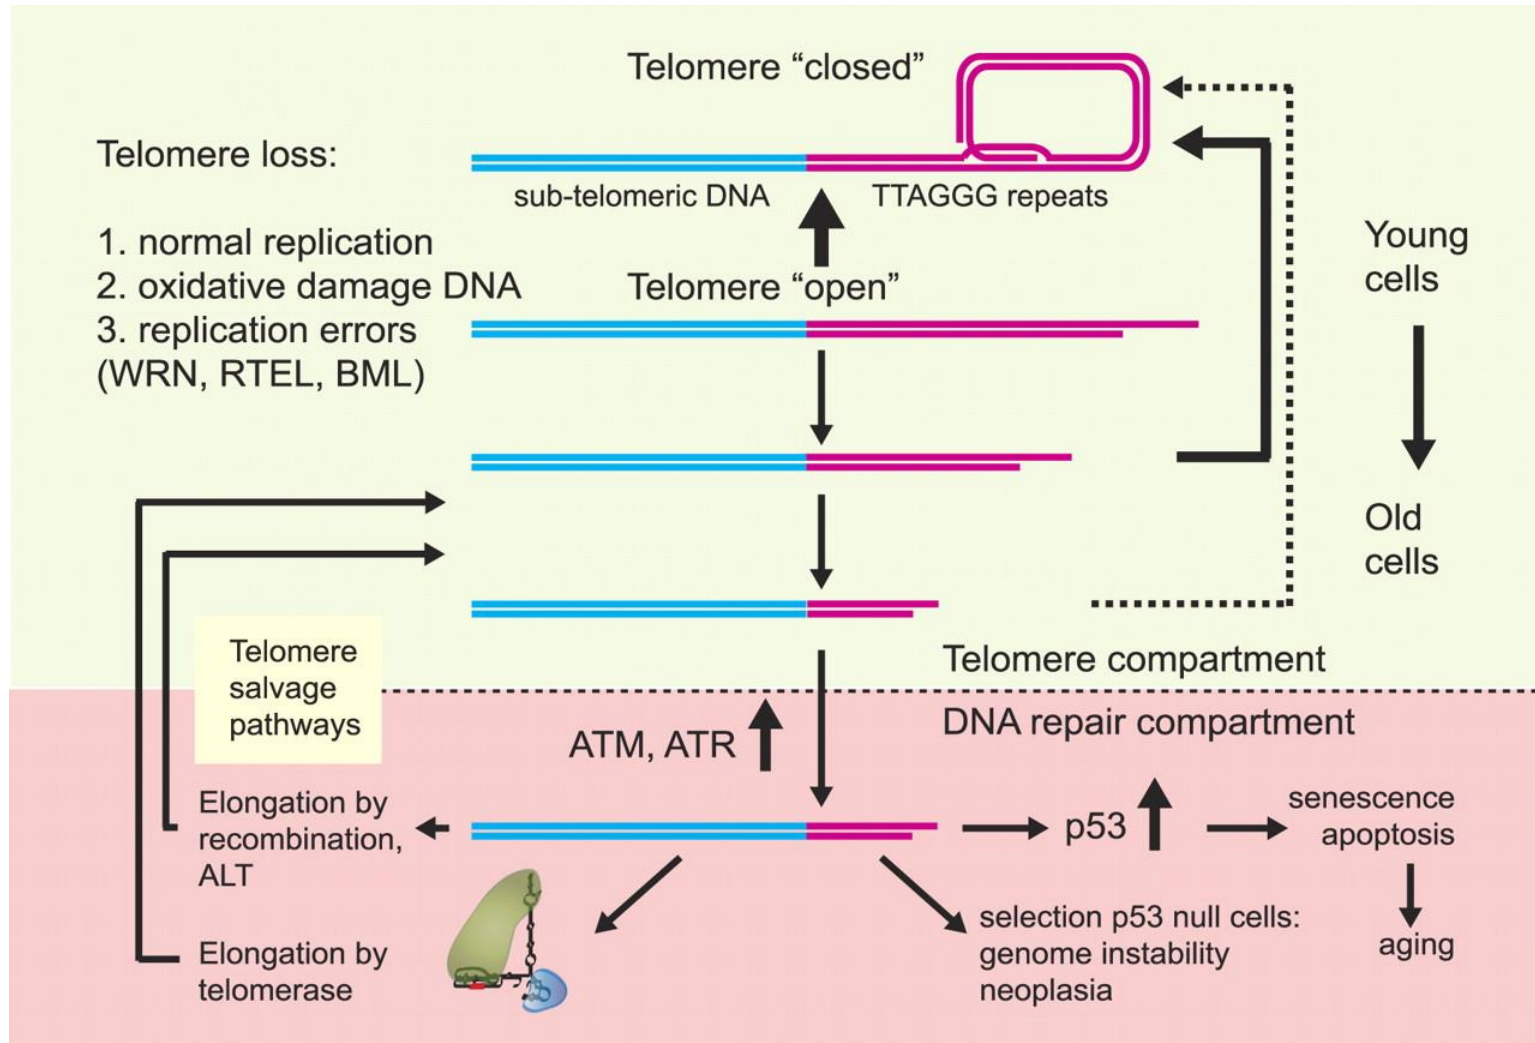 Telomere “closed”
Telomere loss:
sub-telomeric DNA
TTAGGG repeats
1. normal replication
2. oxidative damage DNA
3. replication errors
(WRN, RTEL, BML)
Telomere “open”
Young
cells
Old
cells
Telomere
salvage
pathways
Telomere compartment
DNA repair compartment
ATM, ATR
Elongation by
recombination,
ALT
p53
senescence
apoptosis
aging
selection p53 null cells:
genome instability
neoplasia
Elongation by
telomerase